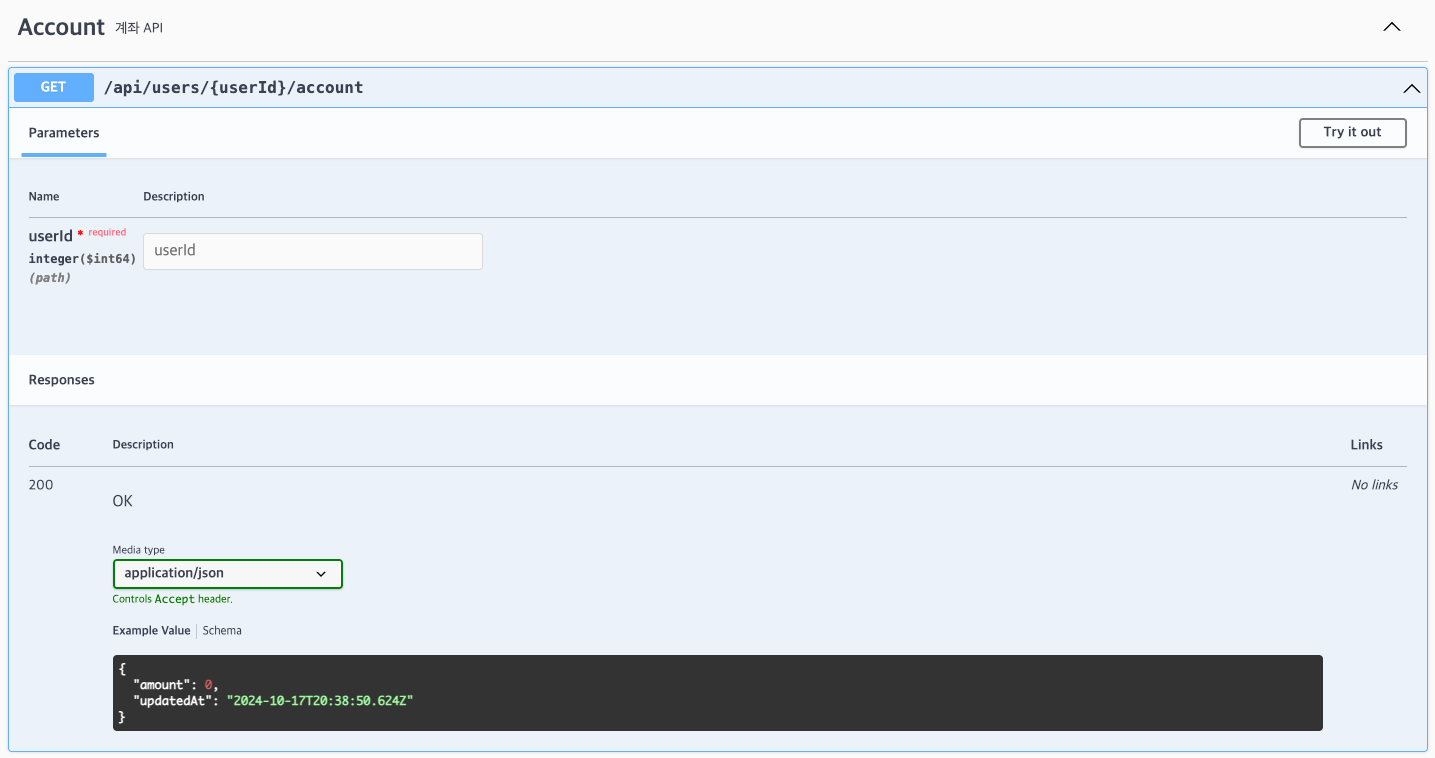 Account 계좌 API
GET /api/users/{userId}/account
Parameters Try it out
Name Description
userId * required
integer($int64)
(path)
userId
Responses
Code Description Links
200 No links
OK
Media type
application/json
Controls Accept header.
Example Value Schema
{
"amount": 0,
"updatedAt": "2024-10-17T20:38:50.624Z"
}